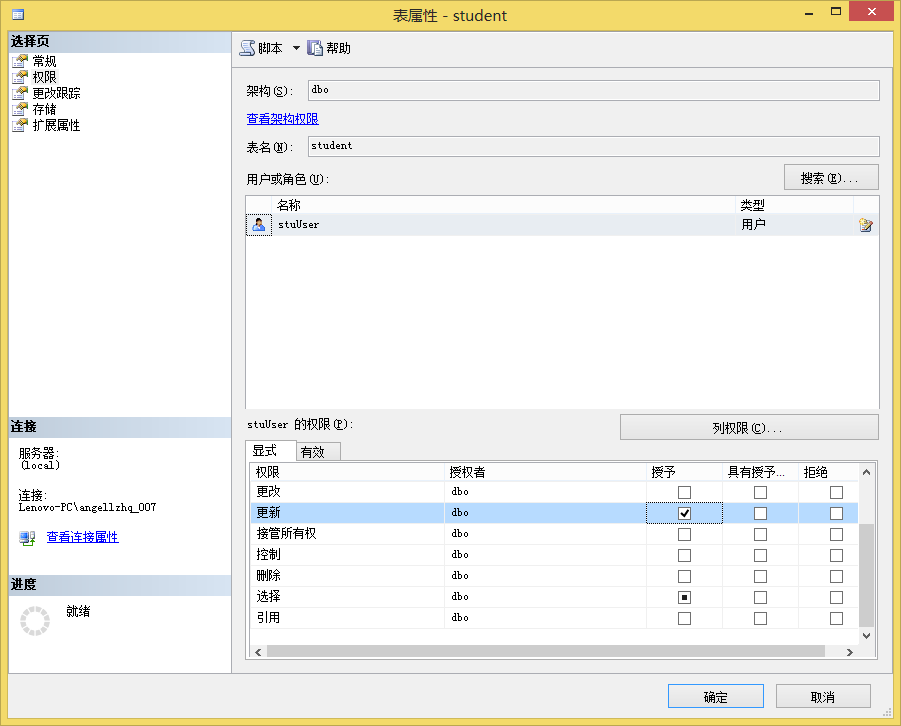 表属性 - student
选择页
常规
权限
更改跟踪
存储
扩展属性
连接
服务器:
(local)
连接:
Lenovo-PC\angellzhq_007
查看连接属性
进度
就绪
脚本 帮助
架构(S): dbo
查看架构权限
表名(N): student
用户或角色(U): 搜索(E)...
名称 类型
stuUser 用户
stuUser 的权限(P): 列权限(C)...
显式 有效
权限 授权者 授予 具有授予... 拒绝
更改 dbo
更新 dbo
接管所有权 dbo
控制 dbo
删除 dbo
选择 dbo
引用 dbo
确定 取消